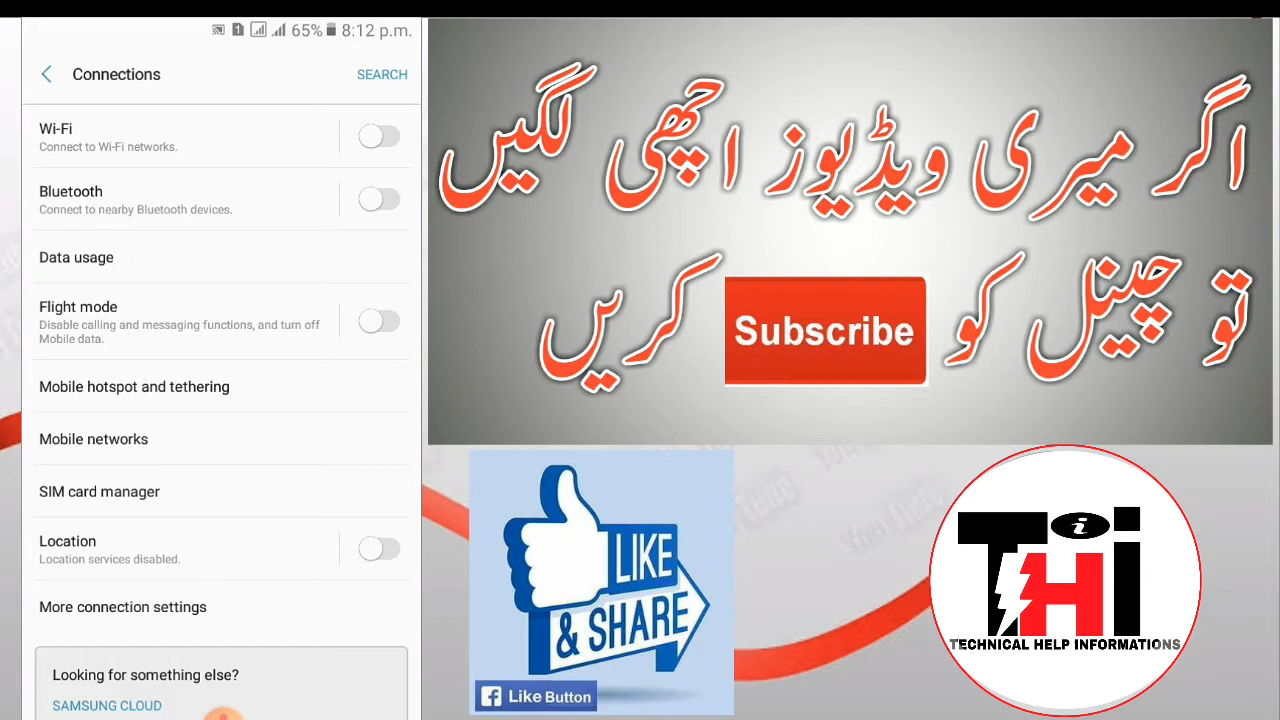 65% 8:12 p.m.
Connections
SEARCH
Wi-Fi
Connect to Wi-Fi networks.
Bluetooth
Connect to nearby Bluetooth devices.
Data usage
Flight mode
Disable calling and messaging functions, and turn off
Mobile data.
Mobile hotspot and tethering
Mobile networks
SIM card manager
Location
Location services disabled.
More connection settings
Looking for something else?
SAMSUNG CLOUD
اگر میری ویڈیوز اچھی لگیں
تو چینل کو Subscribe کریں
LIKE
& SHARE
f Like Button
THi
TECHNICAL HELP INFORMATIONS